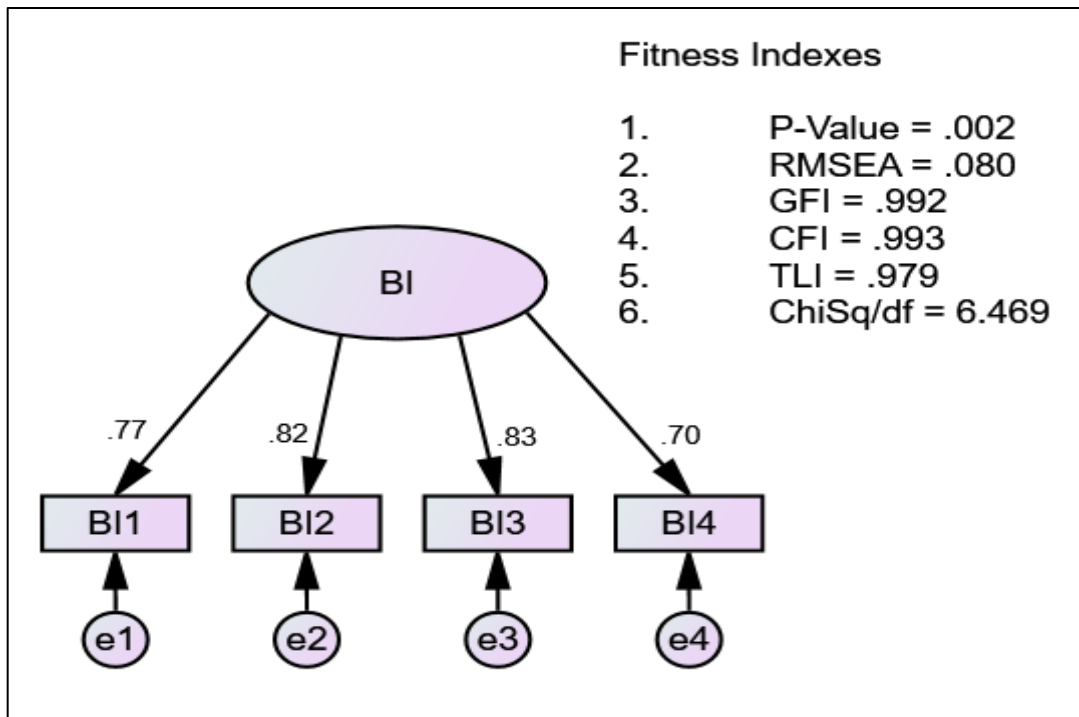 Fitness Indexes
1. P-Value = .002
2. RMSEA = .080
3. GFI = .992
4. CFI = .993
5. TLI = .979
6. ChiSq/df = 6.469
BI
.77 .82 .83 .70
BI1 BI2 BI3 BI4
e1 e2 e3 e4